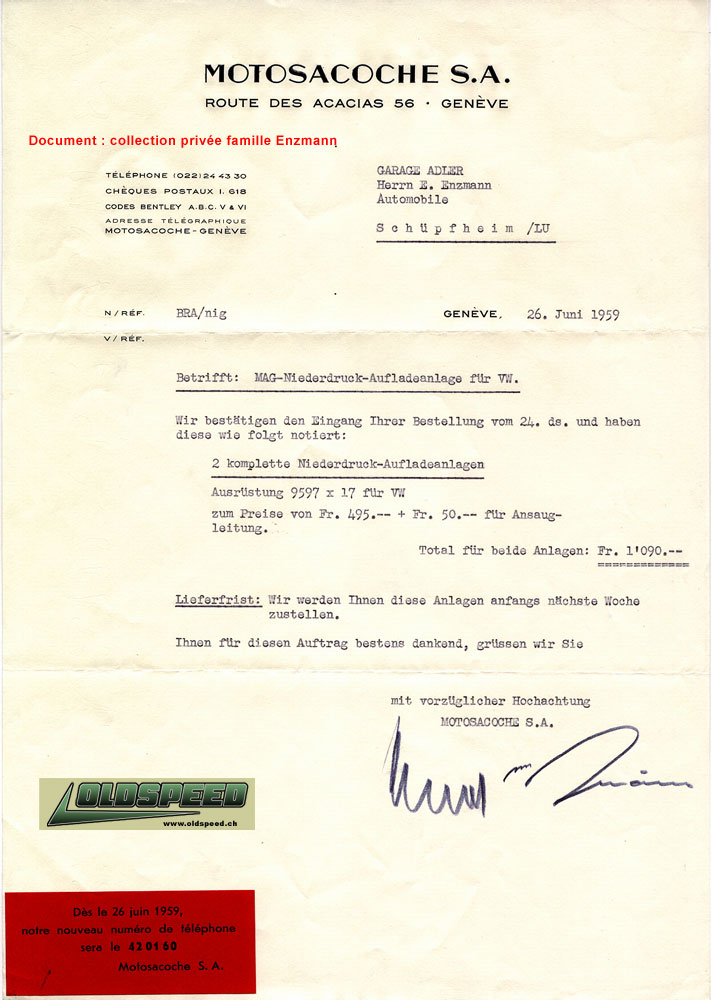 MOTOSACOCHE S.A.
ROUTE DES ACACIAS 56 · GENÈVE
Document : collection privée famille Enzmann
TÉLÉPHONE (022) 24 43 30
CHÈQUES POSTAUX I. 618
CODES BENTLEY A.B.C. V & VI
ADRESSE TÉLÉGRAPHIQUE
MOTOSACOCHE-GENÈVE
GARAGE ADLER
Herrn E. Enzmann
Automobile
Schüpfheim /LU
N/RÉF. BRA/nig GENÈVE, 26. Juni 1959
V/RÉF.
Betrifft: MAG-Niederdruck-Aufladeanlage für VW.
Wir bestätigen den Eingang Ihrer Bestellung vom 24. ds. und haben
diese wie folgt notiert:
2 komplette Niederdruck-Aufladeanlagen
Ausrüstung 9597 x 17 für VW
zum Preise von Fr. 495.-- + Fr. 50.-- für Ansaug-
leitung.
Total für beide Anlagen: Fr. 1'090.--
Lieferfrist: Wir werden Ihnen diese Anlagen anfangs nächste Woche
zustellen.
Ihnen für diesen Auftrag bestens dankend, grüssen wir Sie
mit vorzüglicher Hochachtung
MOTOSACOCHE S.A.
OLDSPEED
www.oldspeed.ch
Dès le 26 juin 1959,
notre nouveau numéro de téléphone
sera le 42 01 60
Motosacoche S. A.